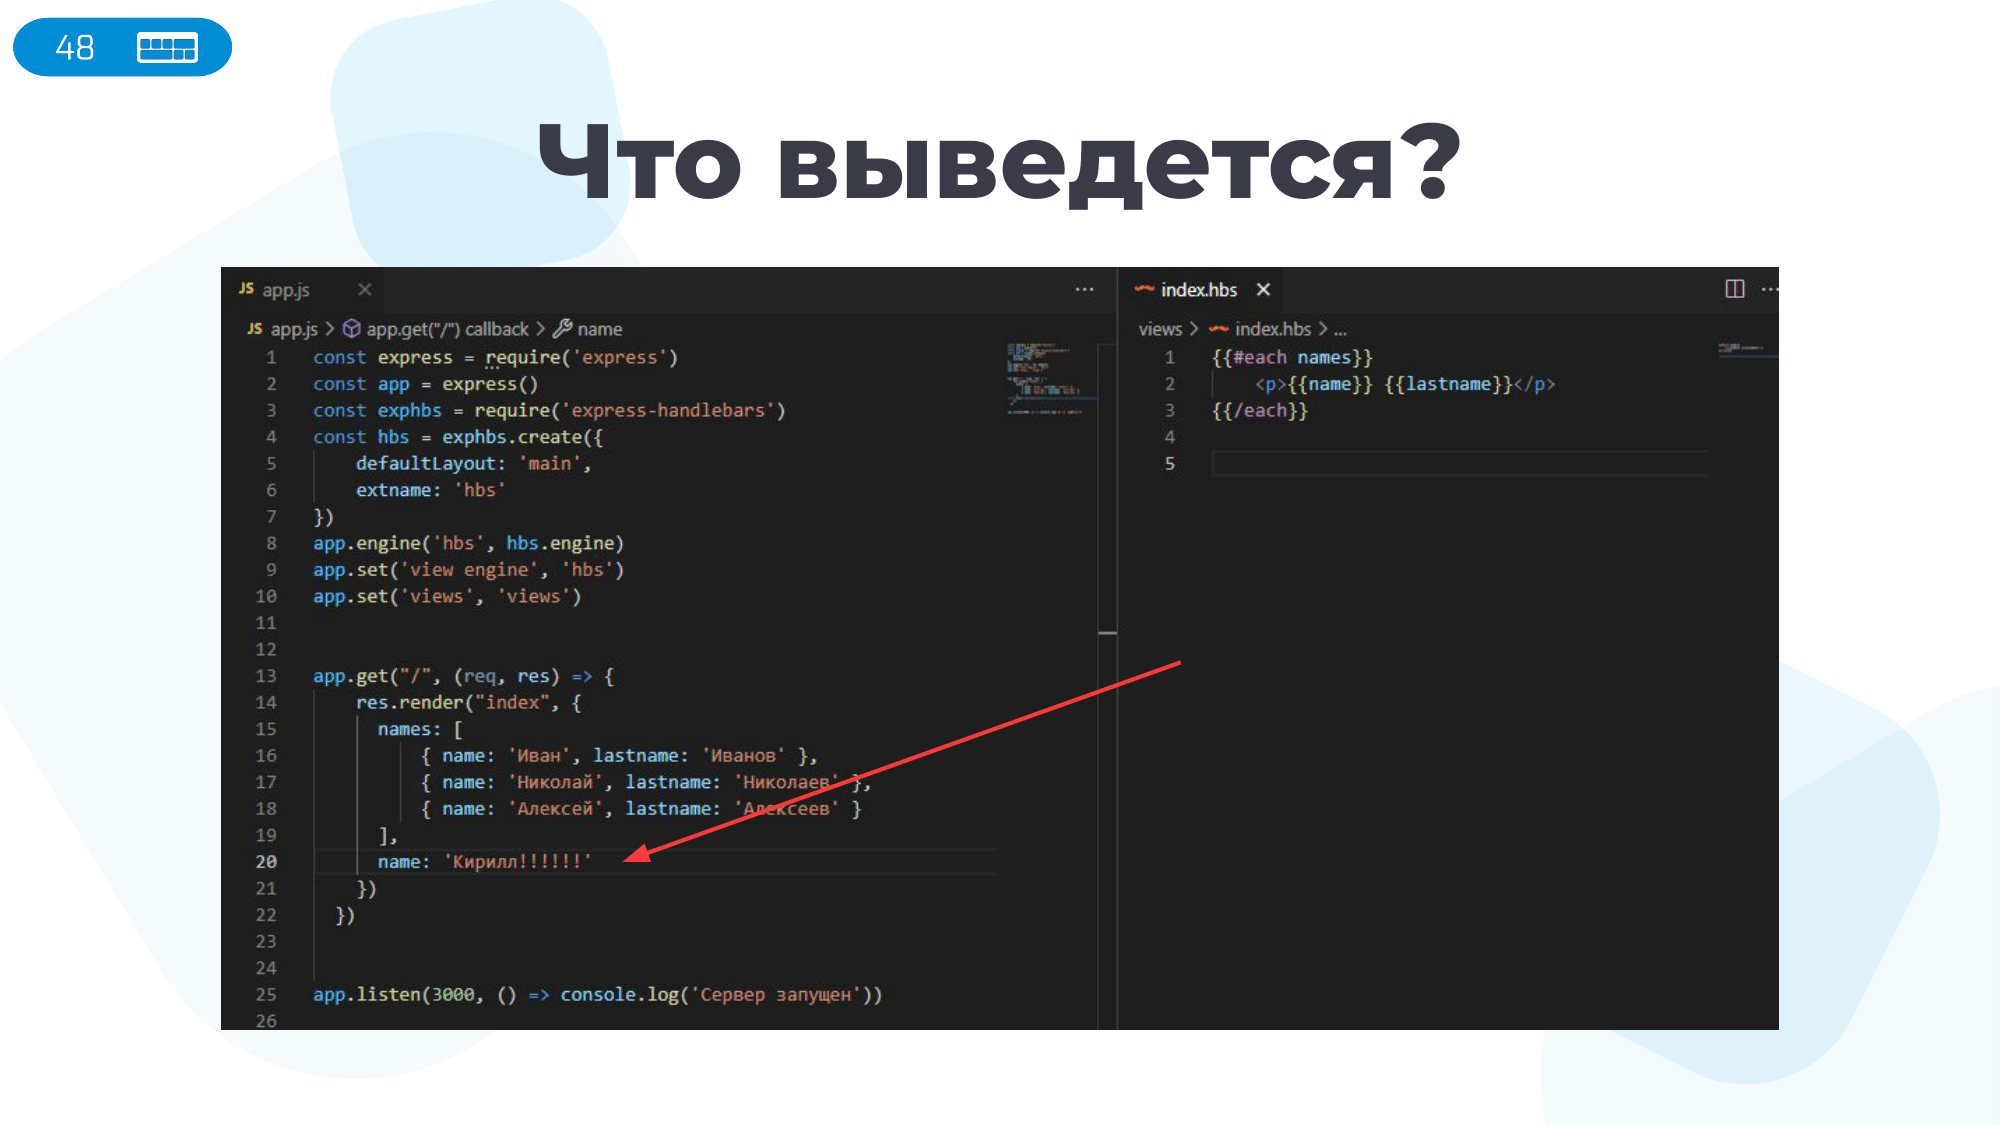 48
Что выведется?
JS app.js
JS app.js > app.get("/") callback > name
1 const express = require('express')
2 const app = express()
3 const exphbs = require('express-handlebars')
4 const hbs = exphbs.create({
5 defaultLayout: 'main',
6 extname: 'hbs'
7 })
8 app.engine('hbs', hbs.engine)
9 app.set('view engine', 'hbs')
10 app.set('views', 'views')
11
12
13 app.get("/", (req, res) => {
14 res.render("index", {
15 names: [
16 { name: 'Иван', lastname: 'Иванов' },
17 { name: 'Николай', lastname: 'Николаев' },
18 { name: 'Алексей', lastname: 'Алексеев' }
19 ],
20 name: 'Кирилл!!!!!!'
21 })
22 })
23
24
25 app.listen(3000, () => console.log('Сервер запущен'))
26
index.hbs
views > index.hbs > ...
1 {{#each names}}
2 <p>{{name}} {{lastname}}</p>
3 {{/each}}
4
5